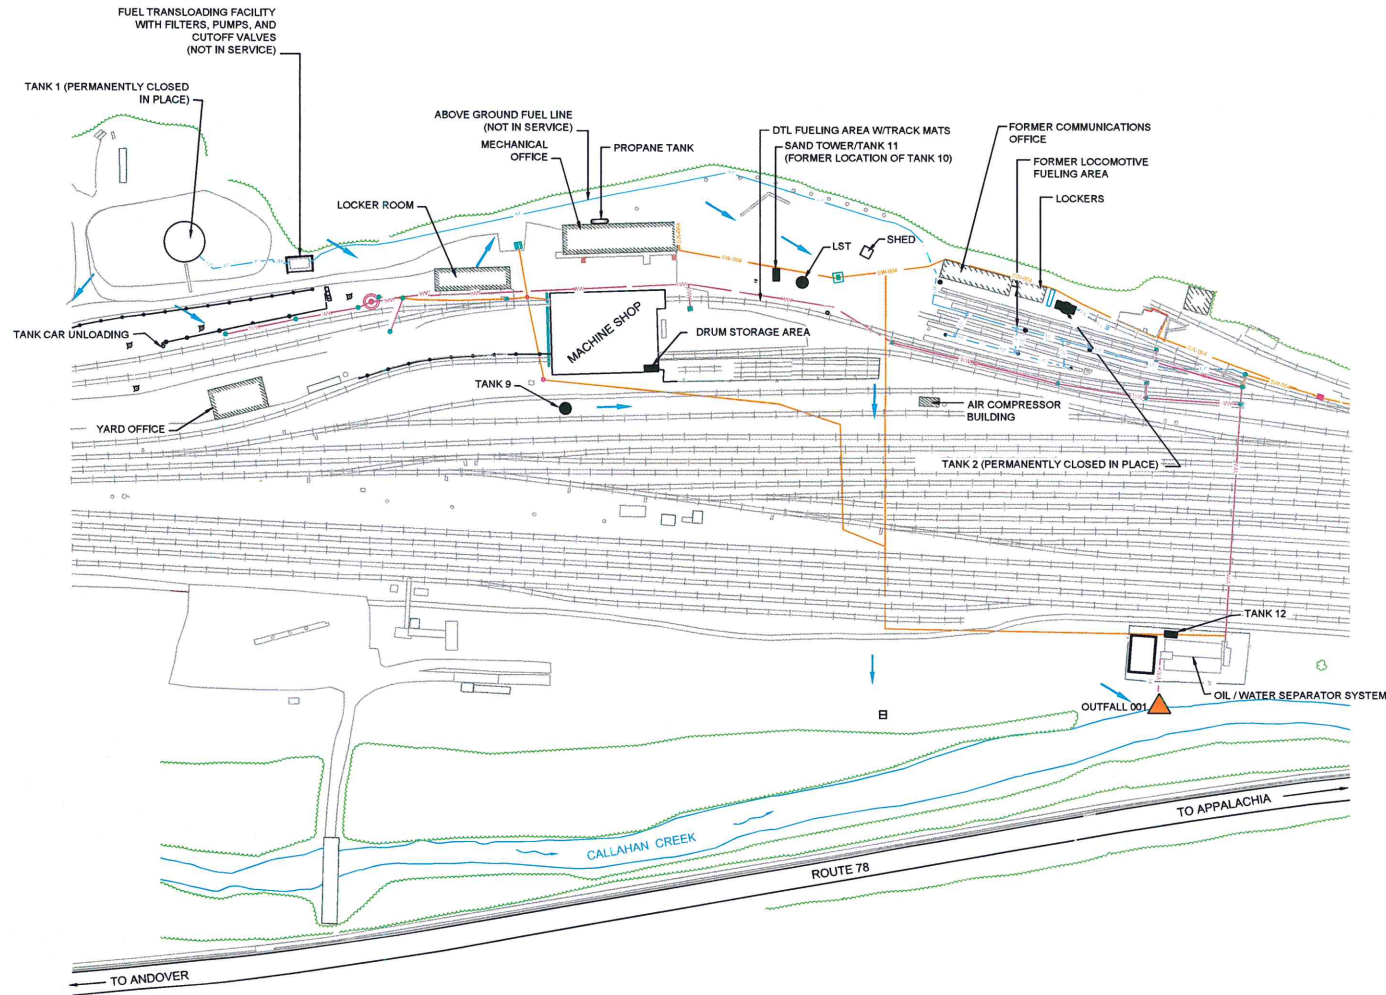 FUEL TRANSLOADING FACILITY
WITH FILTERS, PUMPS, AND
CUTOFF VALVES
(NOT IN SERVICE)
TANK 1 (PERMANENTLY CLOSED
IN PLACE)
ABOVE GROUND FUEL LINE
(NOT IN SERVICE)
MECHANICAL
OFFICE
PROPANE TANK
DTL FUELING AREA W/TRACK MATS
SAND TOWER/TANK 11
(FORMER LOCATION OF TANK 10)
FORMER COMMUNICATIONS
OFFICE
FORMER LOCOMOTIVE
FUELING AREA
LOCKERS
LOCKER ROOM
LST
SHED
TANK CAR UNLOADING
MACHINE SHOP
DRUM STORAGE AREA
TANK 9
YARD OFFICE
AIR COMPRESSOR
BUILDING
TANK 2 (PERMANENTLY CLOSED IN PLACE)
TANK 12
OIL / WATER SEPARATOR SYSTEM
OUTFALL 001
CALLAHAN CREEK
ROUTE 78
TO APPALACHIA
TO ANDOVER